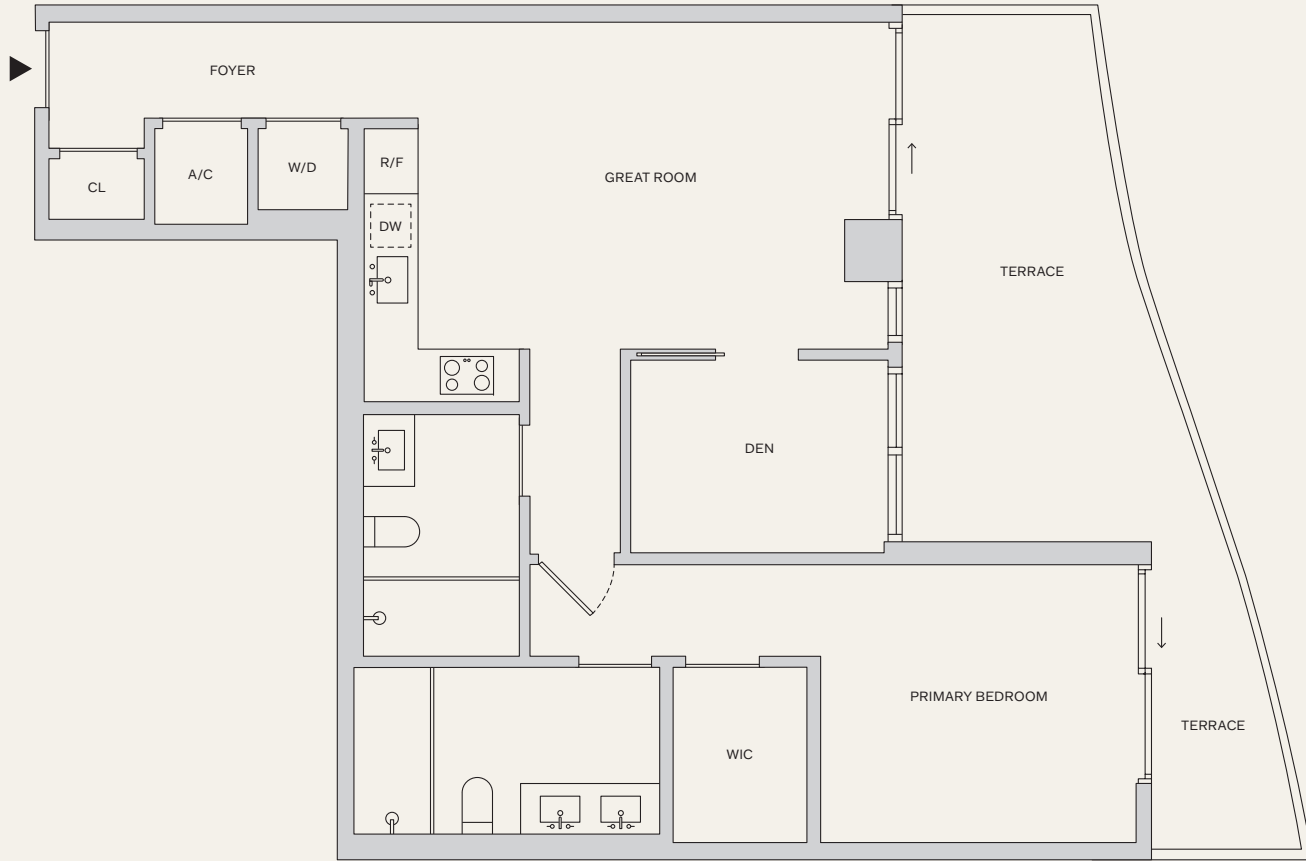 FOYER
CL
A/C
W/D
R/F
DW
GREAT ROOM
TERRACE
DEN
PRIMARY BEDROOM
TERRACE
WIC